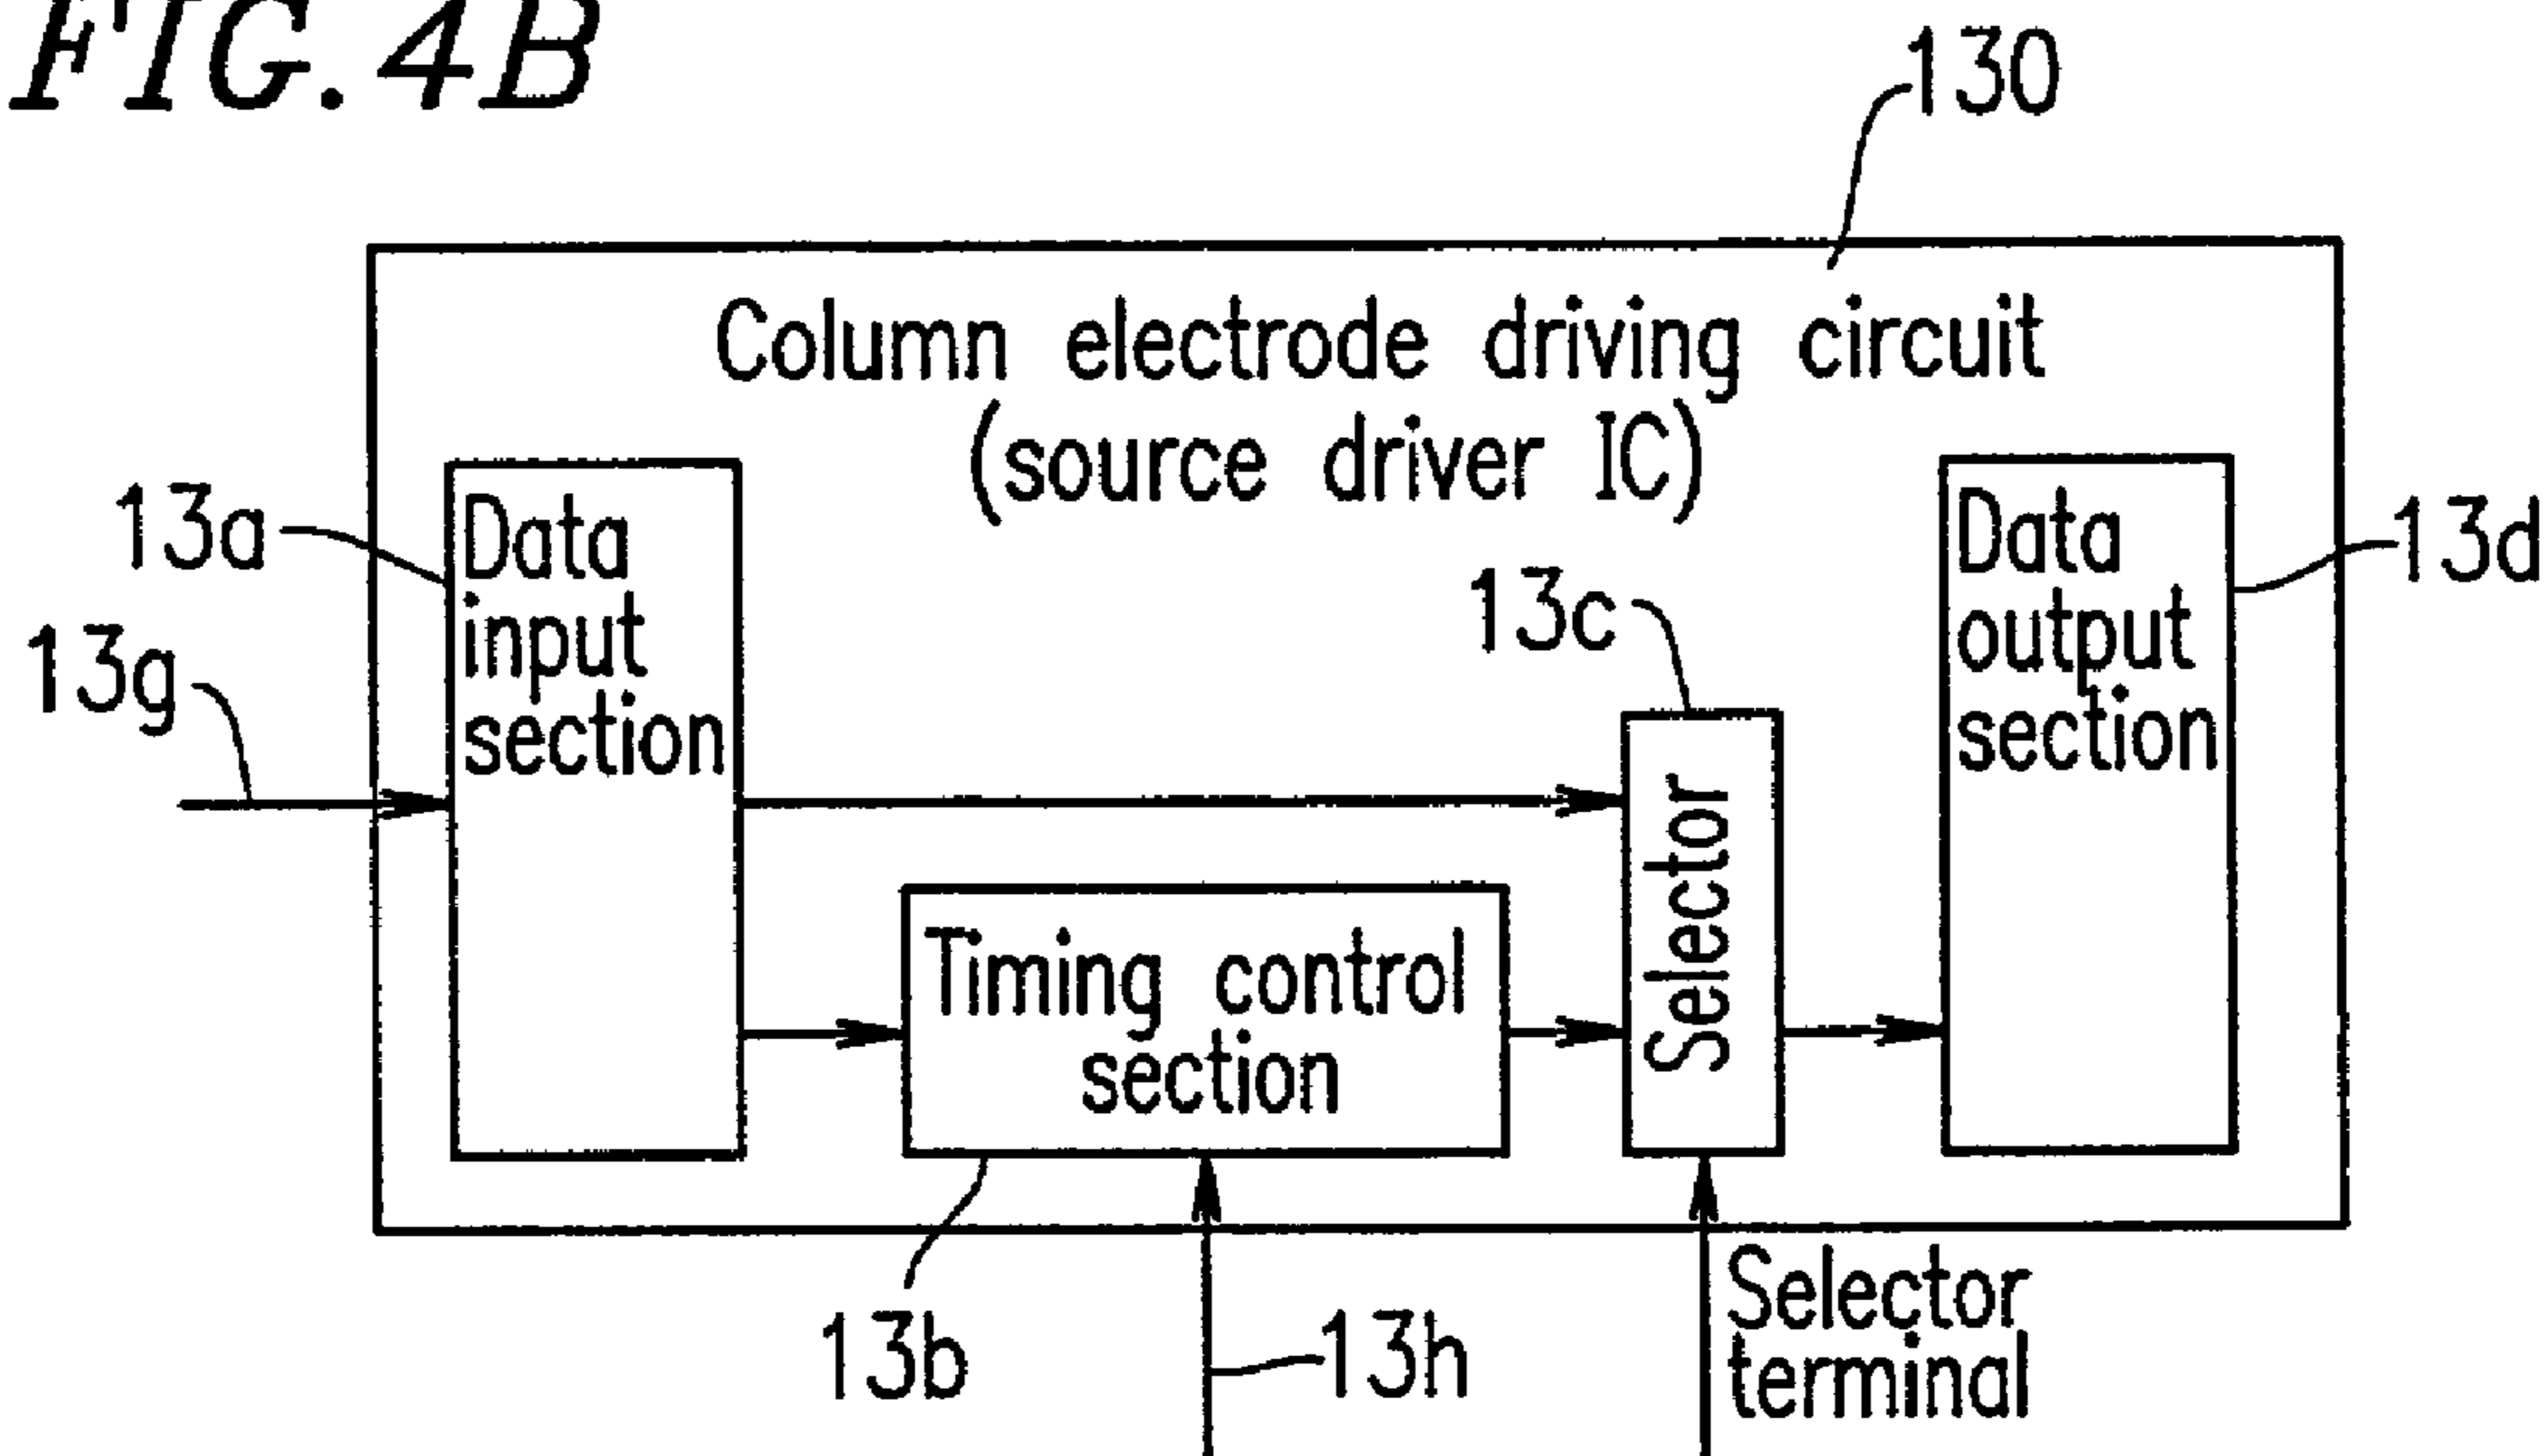 FIG. 4B
130
Column electrode driving circuit
(source driver IC)
13a
Data
input
section
13g
13c
Selector
Data
output
section
13d
Timing control
section
13b
13h
Selector
terminal